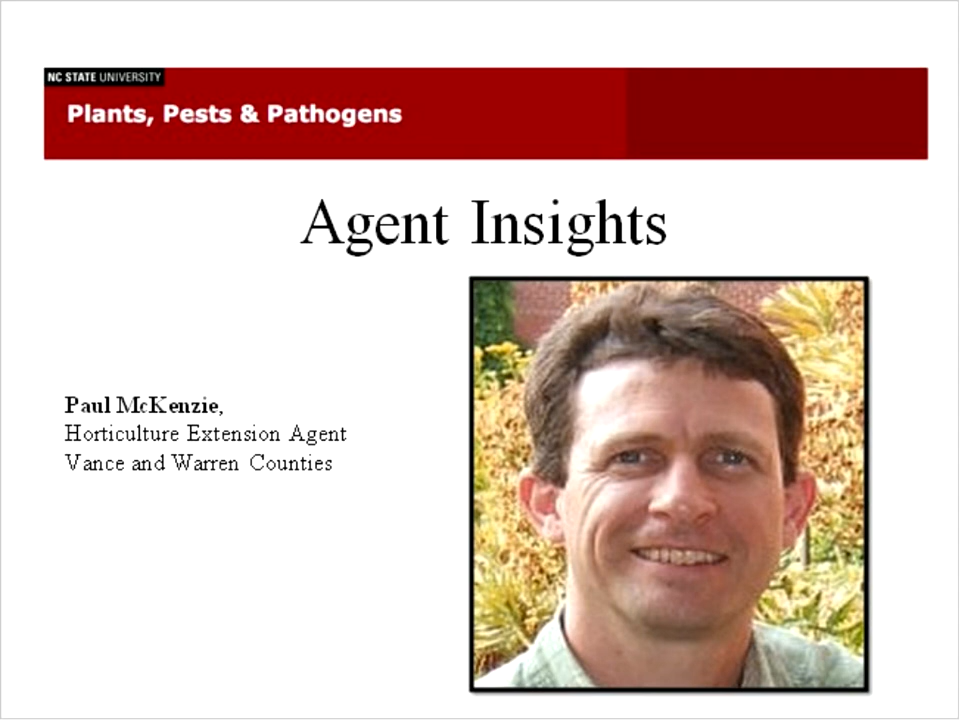 NC STATE UNIVERSITY
Plants, Pests & Pathogens
Agent Insights
Paul McKenzie,
Horticulture Extension Agent
Vance and Warren Counties